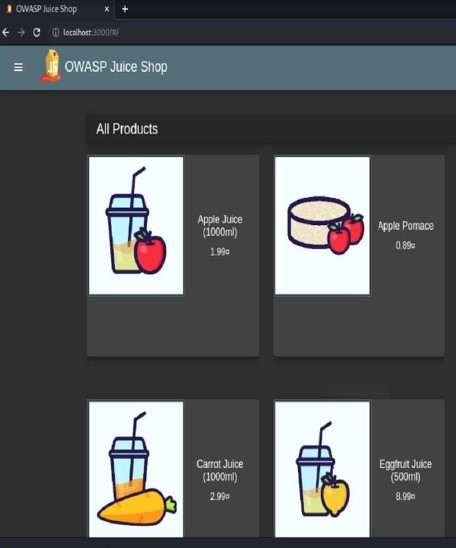 OWASP Juice Shop
localhost:3000/#/
OWASP Juice Shop
All Products
Apple Juice
(1000ml)
1.99¤
Apple Pomace
0.89¤
Carrot Juice
(1000ml)
2.99¤
Eggfruit Juice
(500ml)
8.99¤